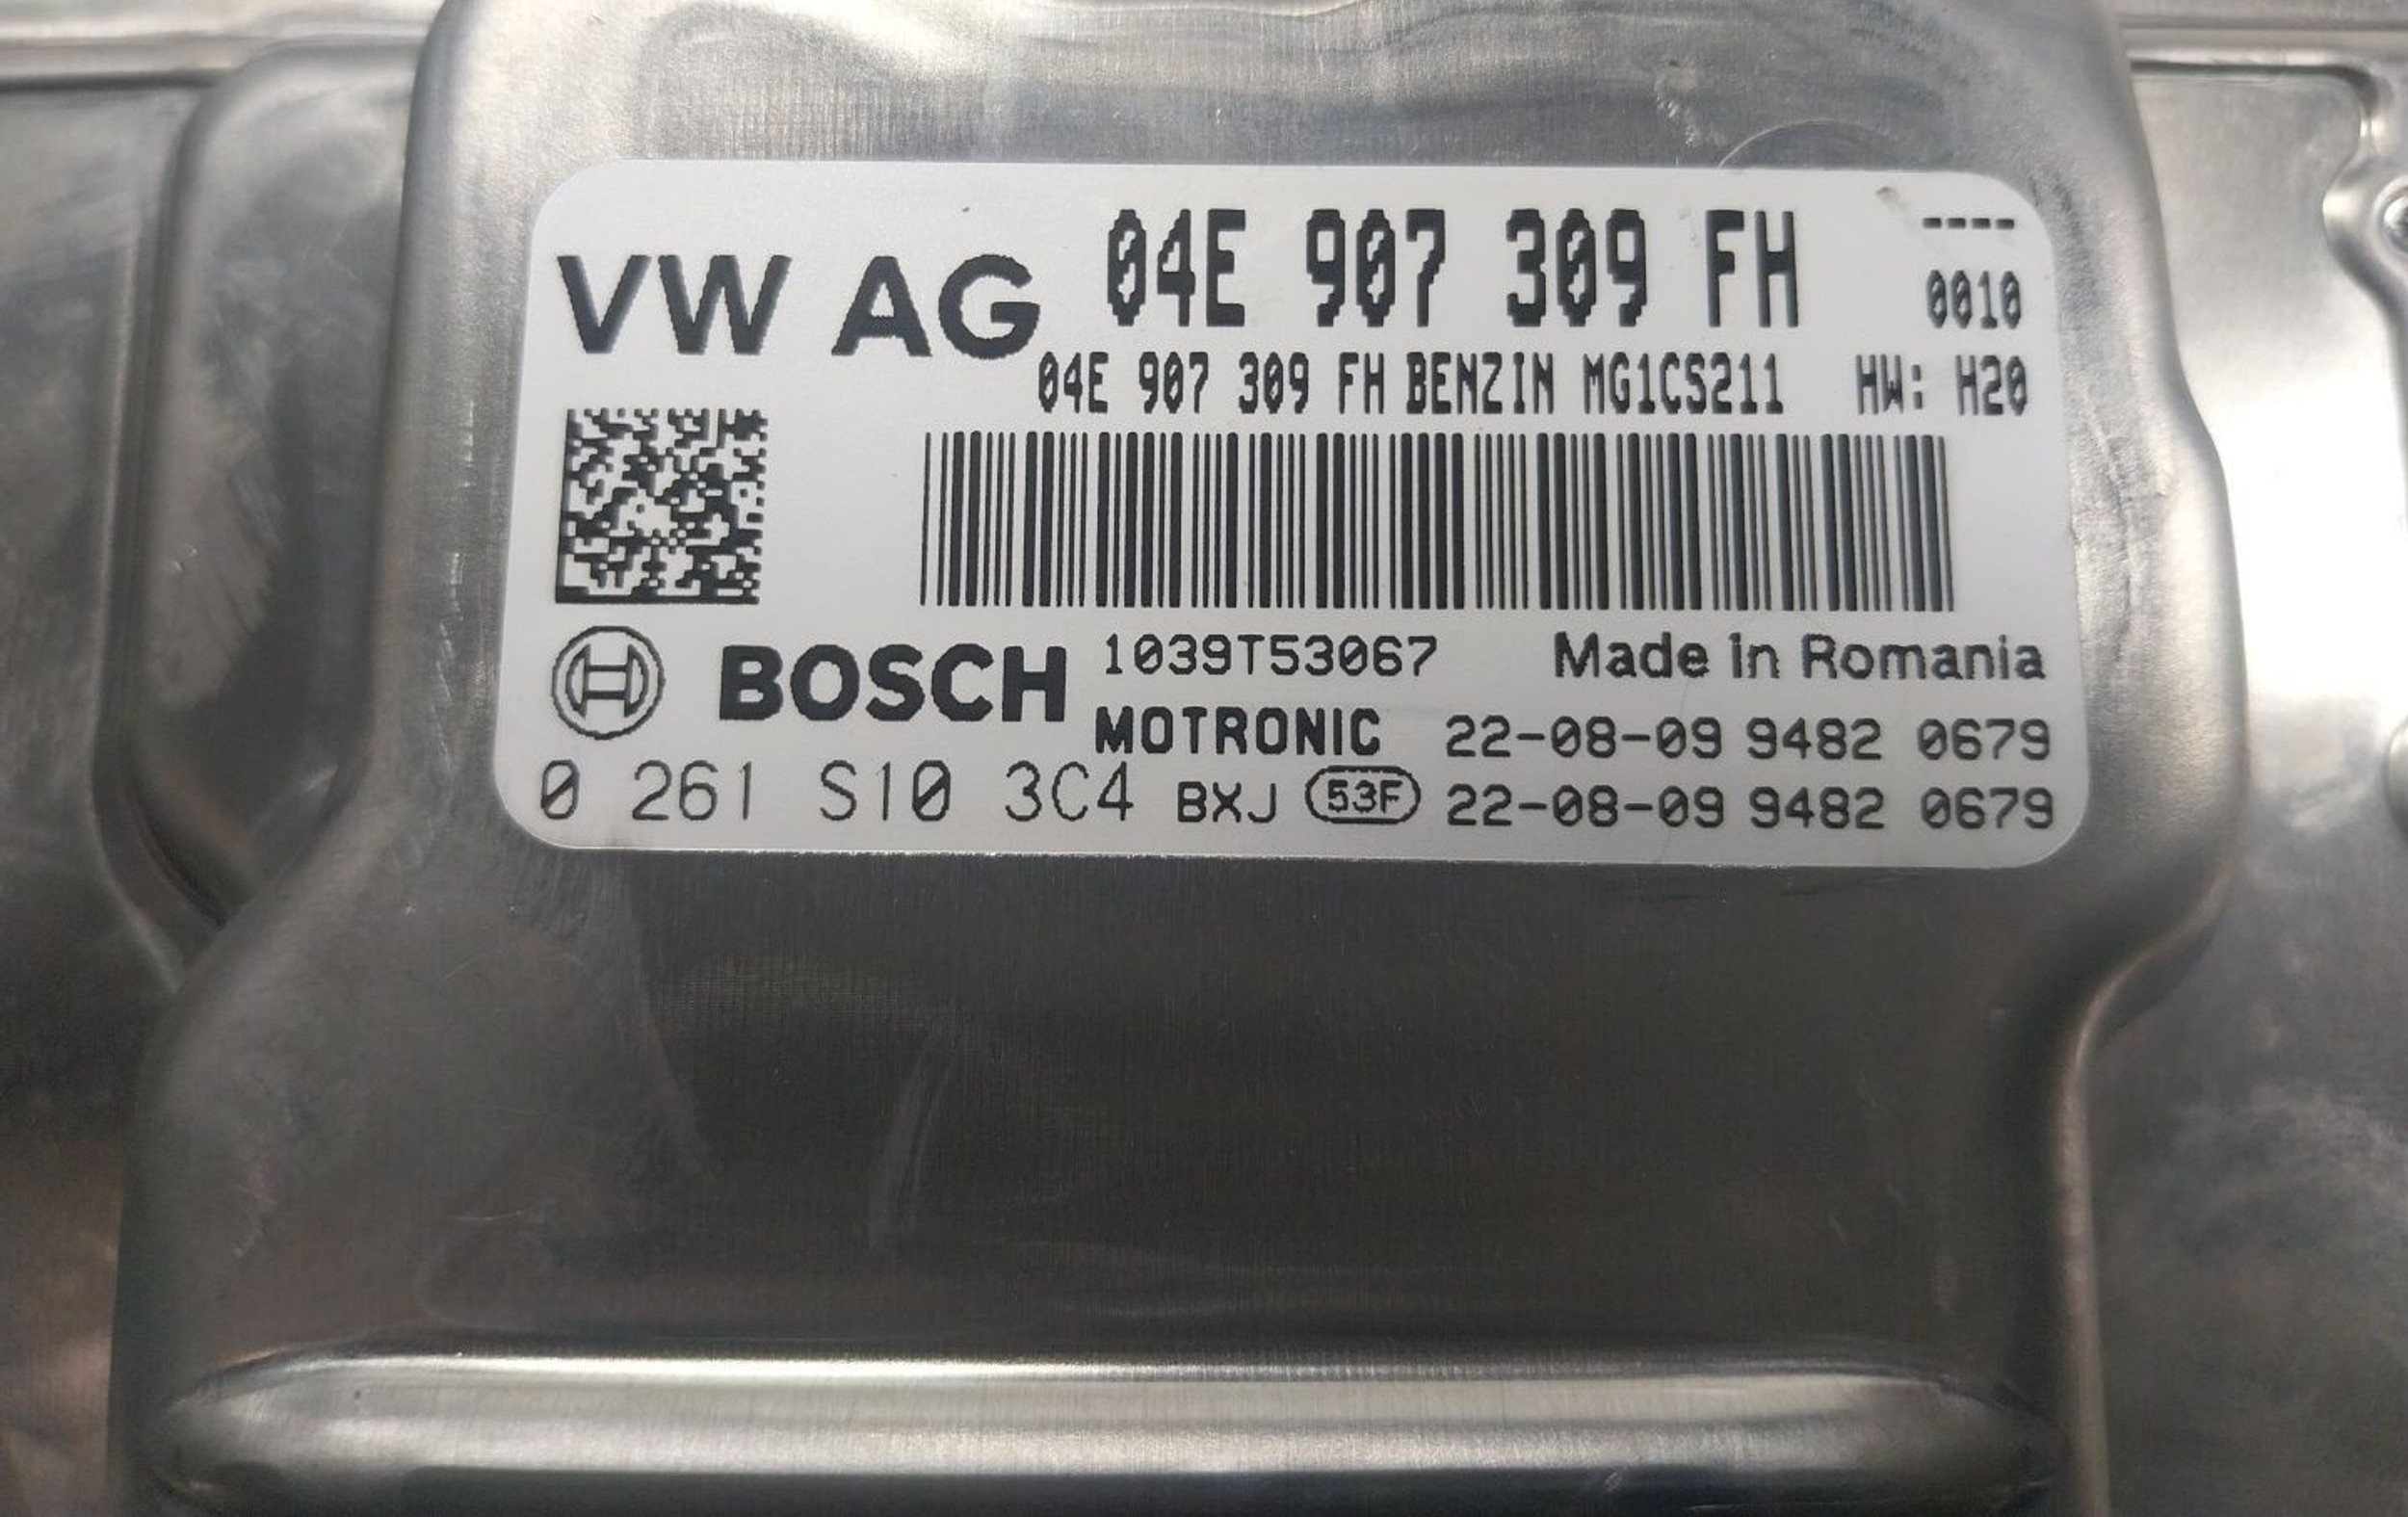 VW AG 04E 907 309 FH ----
0010
04E 907 309 FH BENZIN MG1CS211 HW: H20
BOSCH 1039T53067 Made in Romania
MOTRONIC 22-08-09 9482 0679
0 261 S10 3C4 BXJ 53F 22-08-09 9482 0679